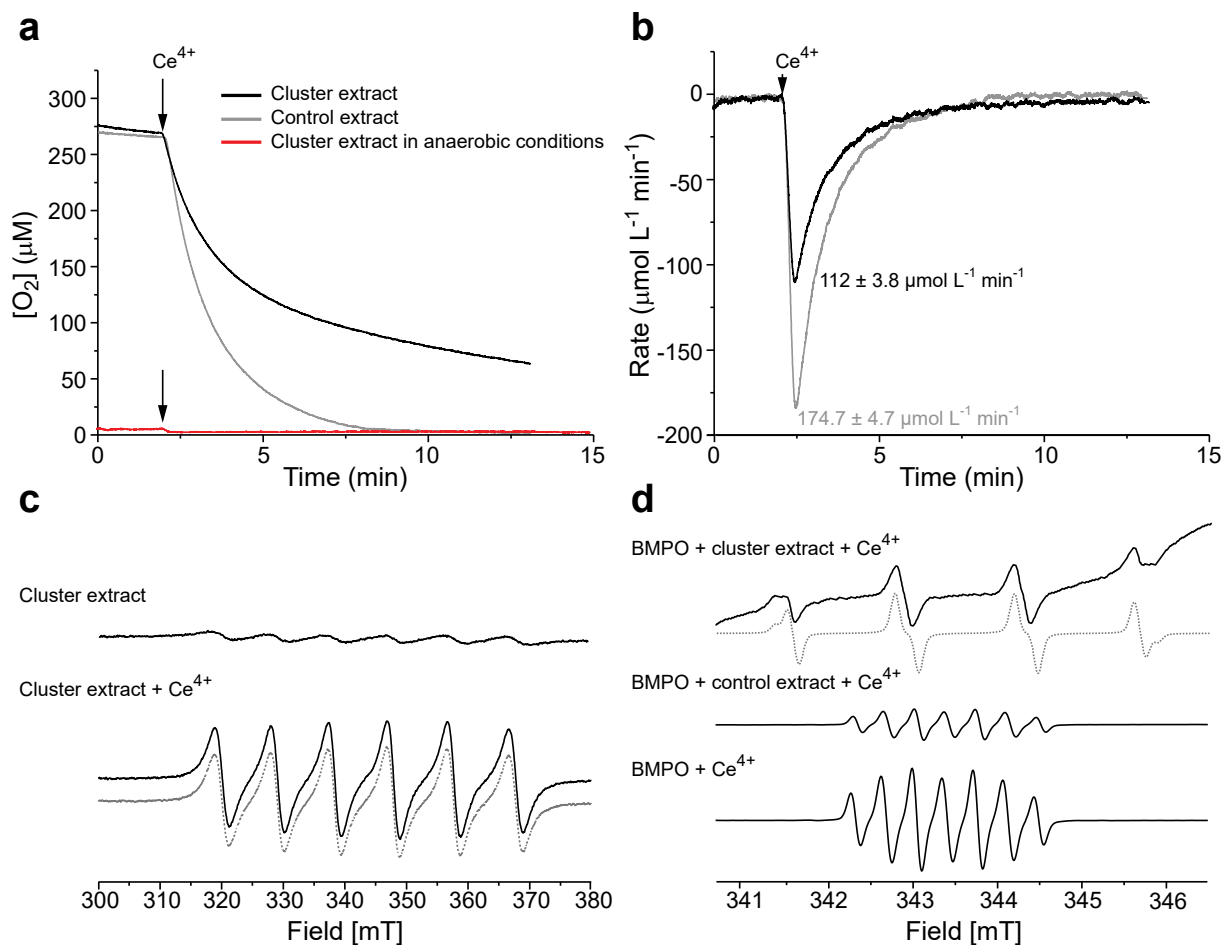 a
Ce4+
300
250
200
150
100
50
0
[O2] (μM)
Cluster extract
Control extract
Cluster extract in anaerobic conditions
0
5
10
15
Time (min)
b
Ce4+
0
-50
-100
-150
-200
Rate (μmol L-1 min-1)
112 ± 3.8 μmol L-1 min-1
174.7 ± 4.7 μmol L-1 min-1
0
5
10
15
Time (min)
c
Cluster extract
Cluster extract + Ce4+
300
310
320
330
340
350
360
370
380
Field [mT]
d
BMPO + cluster extract + Ce4+
BMPO + control extract + Ce4+
BMPO + Ce4+
341
342
343
344
345
346
Field [mT]